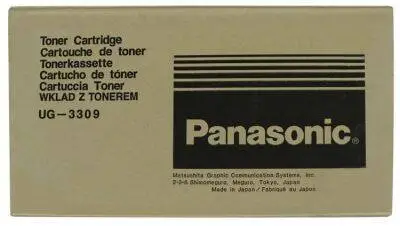 Toner Cartridge
Cartouche de toner
Tonerkassette
Cartucho de tóner
Cartuccia Toner
WKLAD Z TONEREM
UG-3309
Panasonic®
Matsushita Graphic Communication Systems, Inc.
2-3-8 Shimomeguro, Meguro, Tokyo, Japan
Made in Japan / Fabriqué au Japon